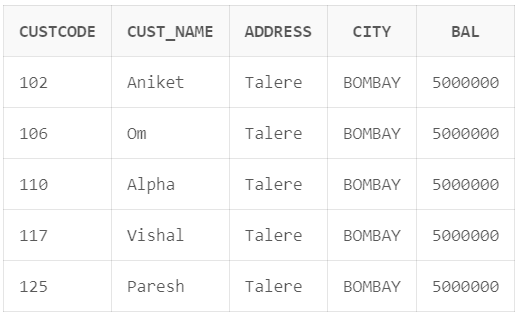 CUSTCODE CUST_NAME ADDRESS CITY BAL
102 Aniket Talere BOMBAY 5000000
106 Om Talere BOMBAY 5000000
110 Alpha Talere BOMBAY 5000000
117 Vishal Talere BOMBAY 5000000
125 Paresh Talere BOMBAY 5000000